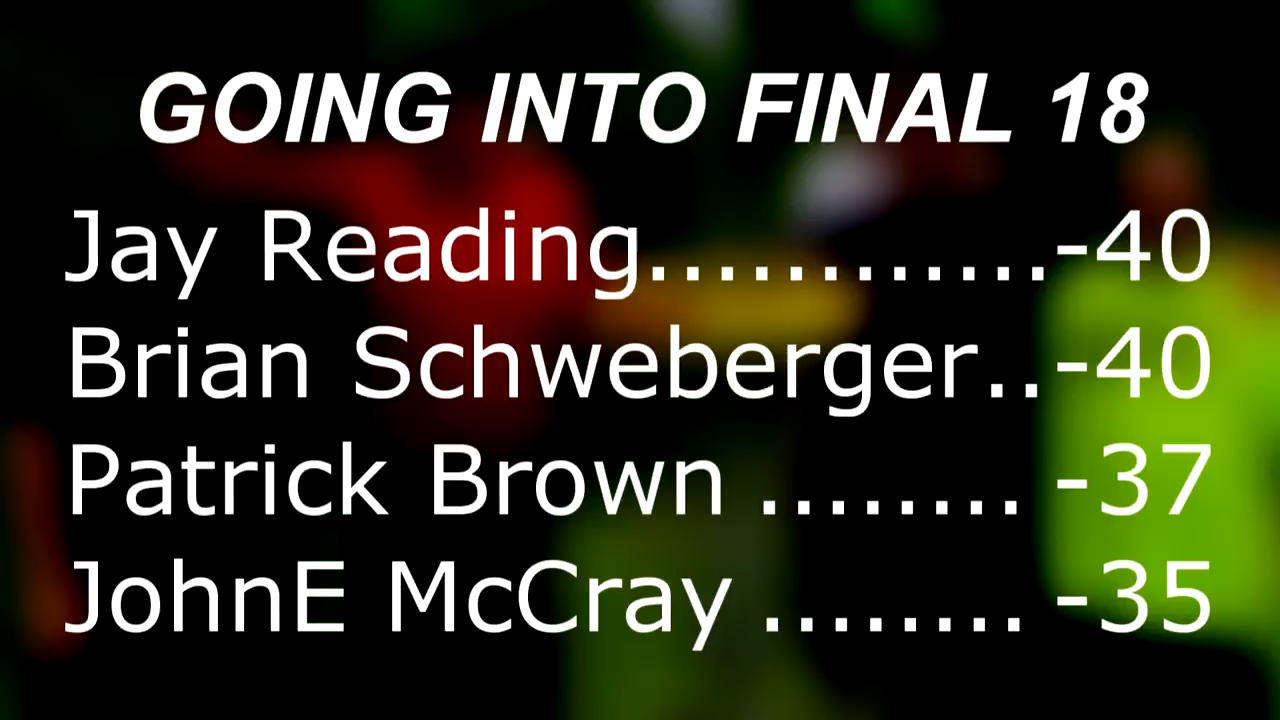 GOING INTO FINAL 18
Jay Reading............-40
Brian Schweberger..-40
Patrick Brown ........ -37
JohnE McCray ........ -35